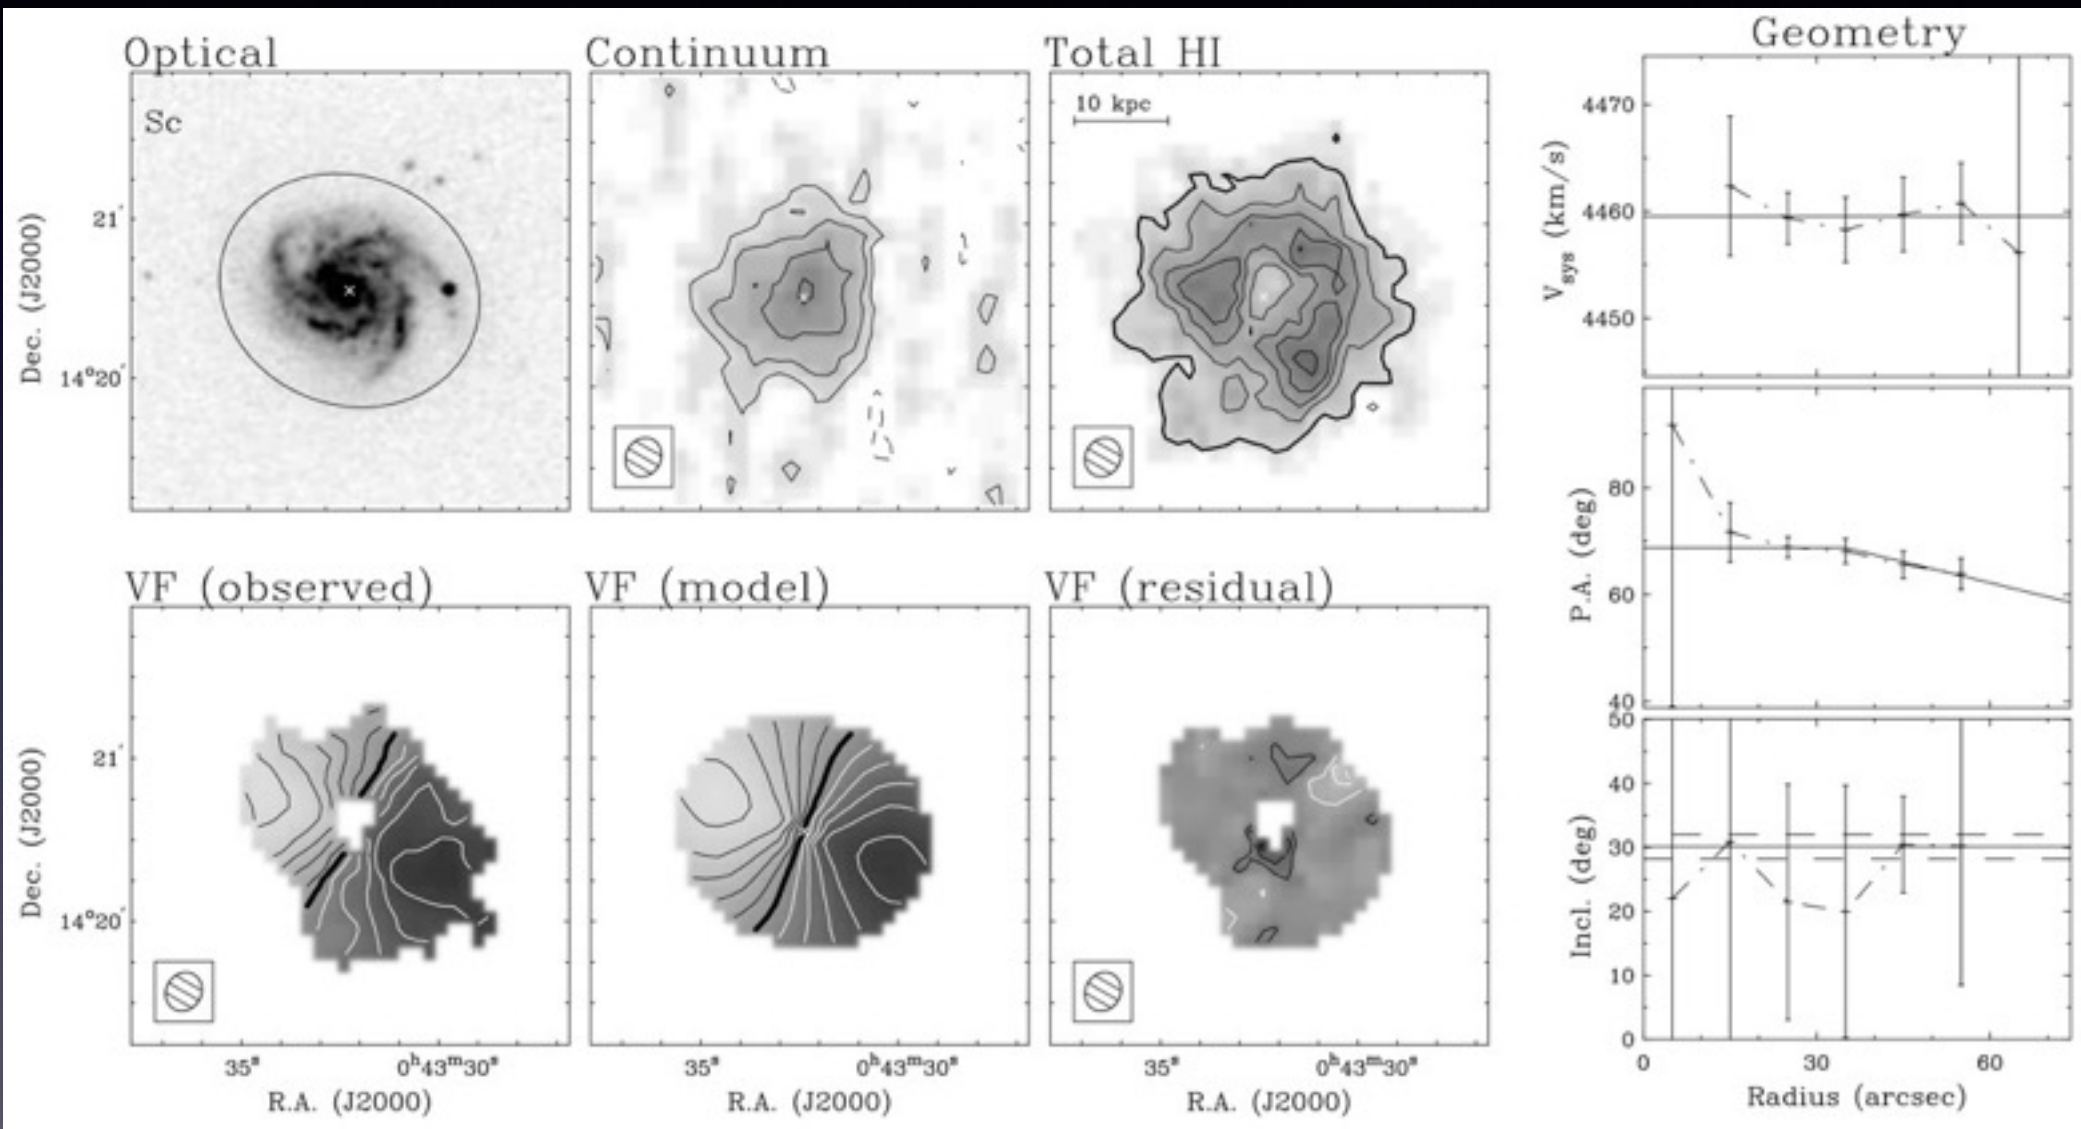 Optical
Continuum
Total HI
Geometry
Sc
10 kpc
Dec. (J2000)
21'
14°20'
V_sys (km/s)
4470
4460
4450
P.A. (deg)
80
60
40
VF (observed)
VF (model)
VF (residual)
Dec. (J2000)
21'
14°20'
Incl. (deg)
50
40
30
20
10
0
35ˢ 0ʰ43ᵐ30ˢ
35ˢ 0ʰ43ᵐ30ˢ
35ˢ 0ʰ43ᵐ30ˢ
0 30 60
R.A. (J2000)
R.A. (J2000)
R.A. (J2000)
Radius (arcsec)